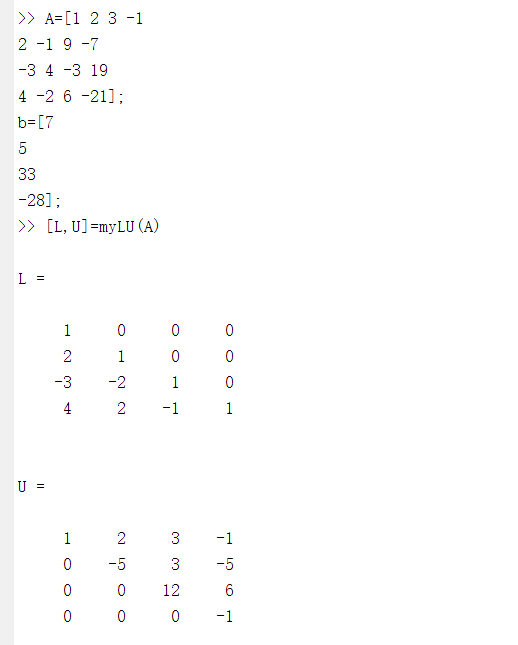 >> A=[1 2 3 -1
2 -1 9 -7
-3 4 -3 19
4 -2 6 -21];
b=[7
5
33
-28];
>> [L,U]=myLU(A)
L =
1 0 0 0
2 1 0 0
-3 -2 1 0
4 2 -1 1
U =
1 2 3 -1
0 -5 3 -5
0 0 12 6
0 0 0 -1